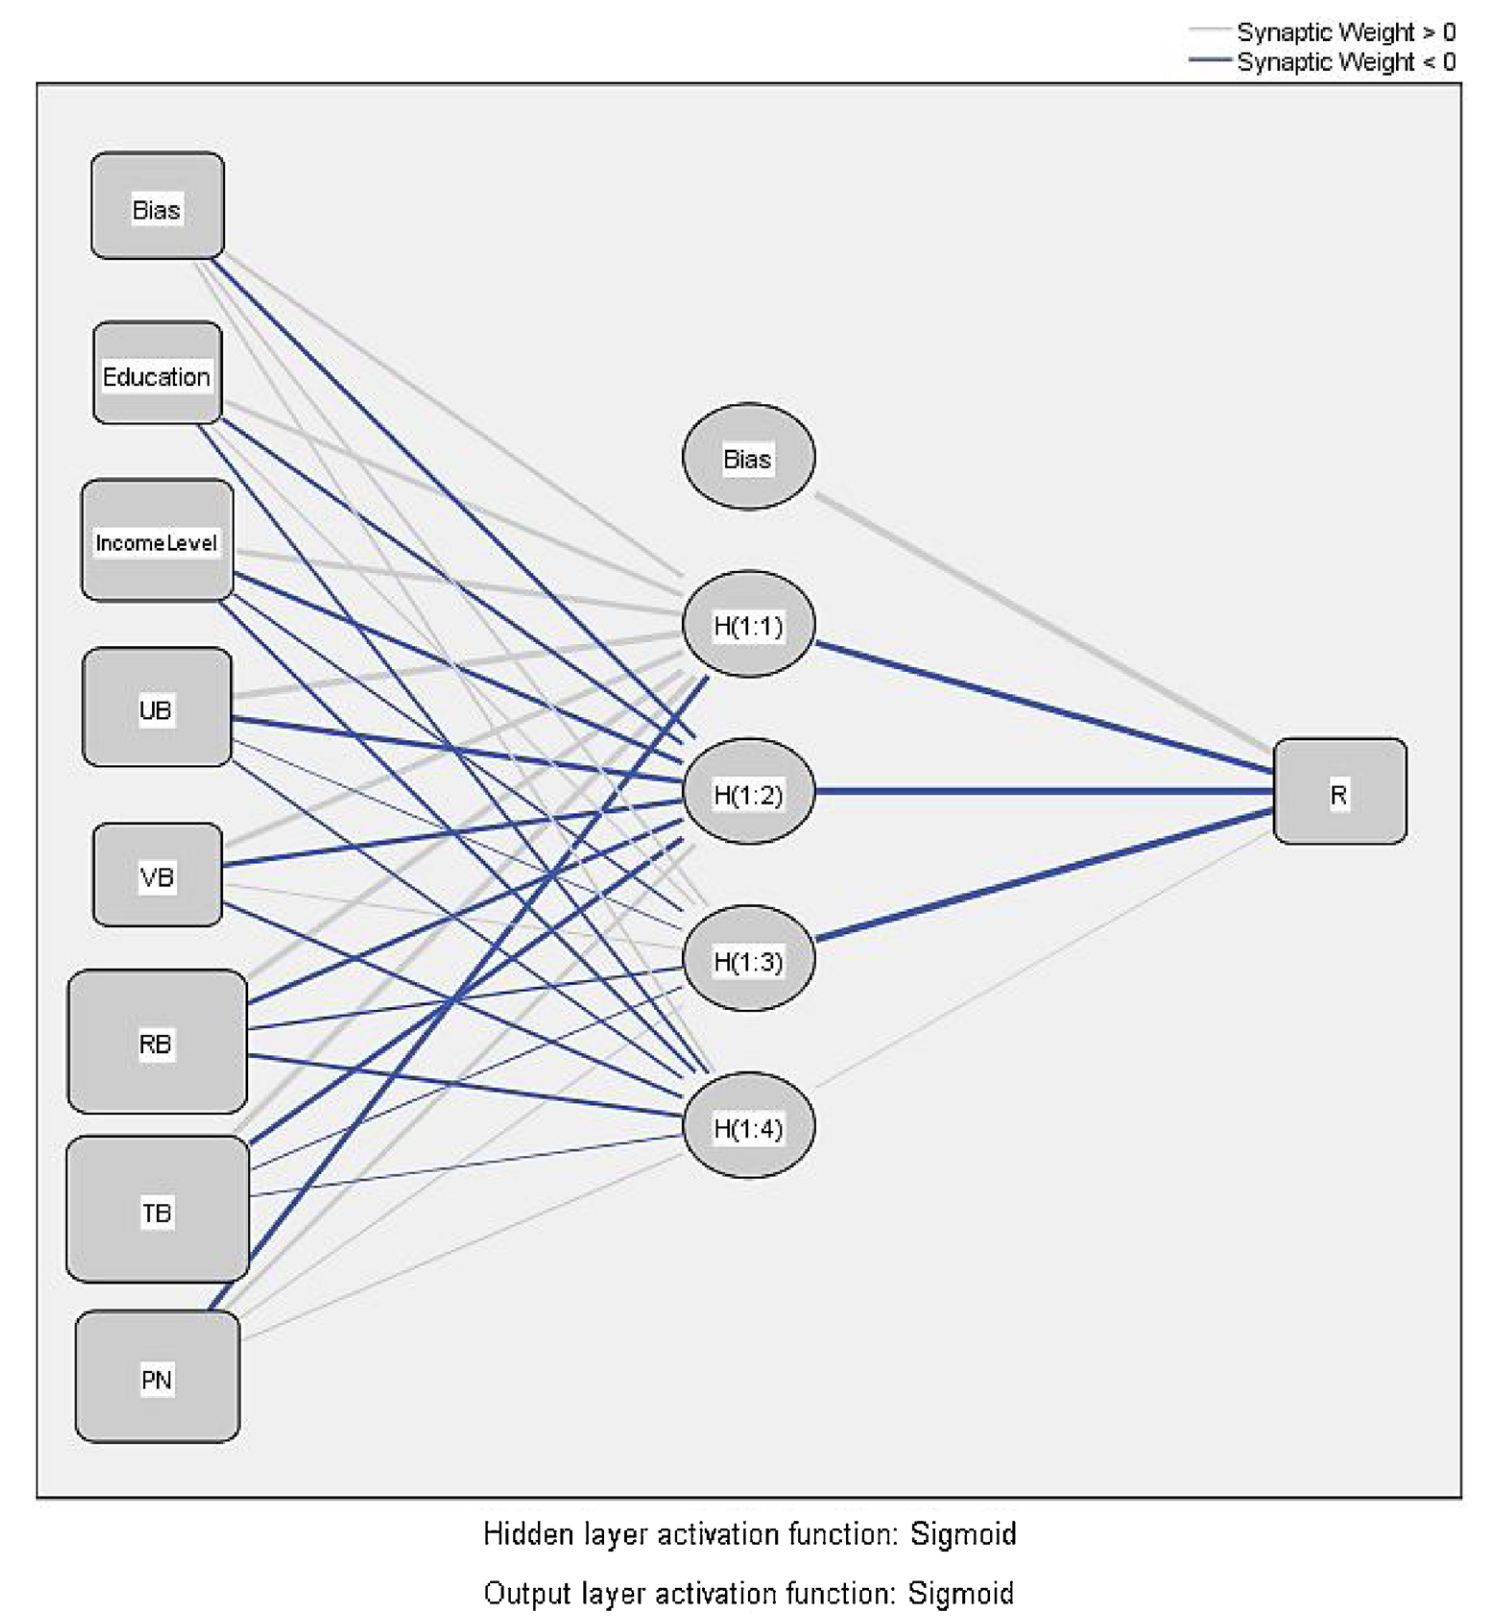 Synaptic Weight > 0
Synaptic Weight < 0
Bias
Education
IncomeLevel
UB
VB
RB
TB
PN
Bias
H(1:1)
H(1:2)
H(1:3)
H(1:4)
R
Hidden layer activation function: Sigmoid
Output layer activation function: Sigmoid